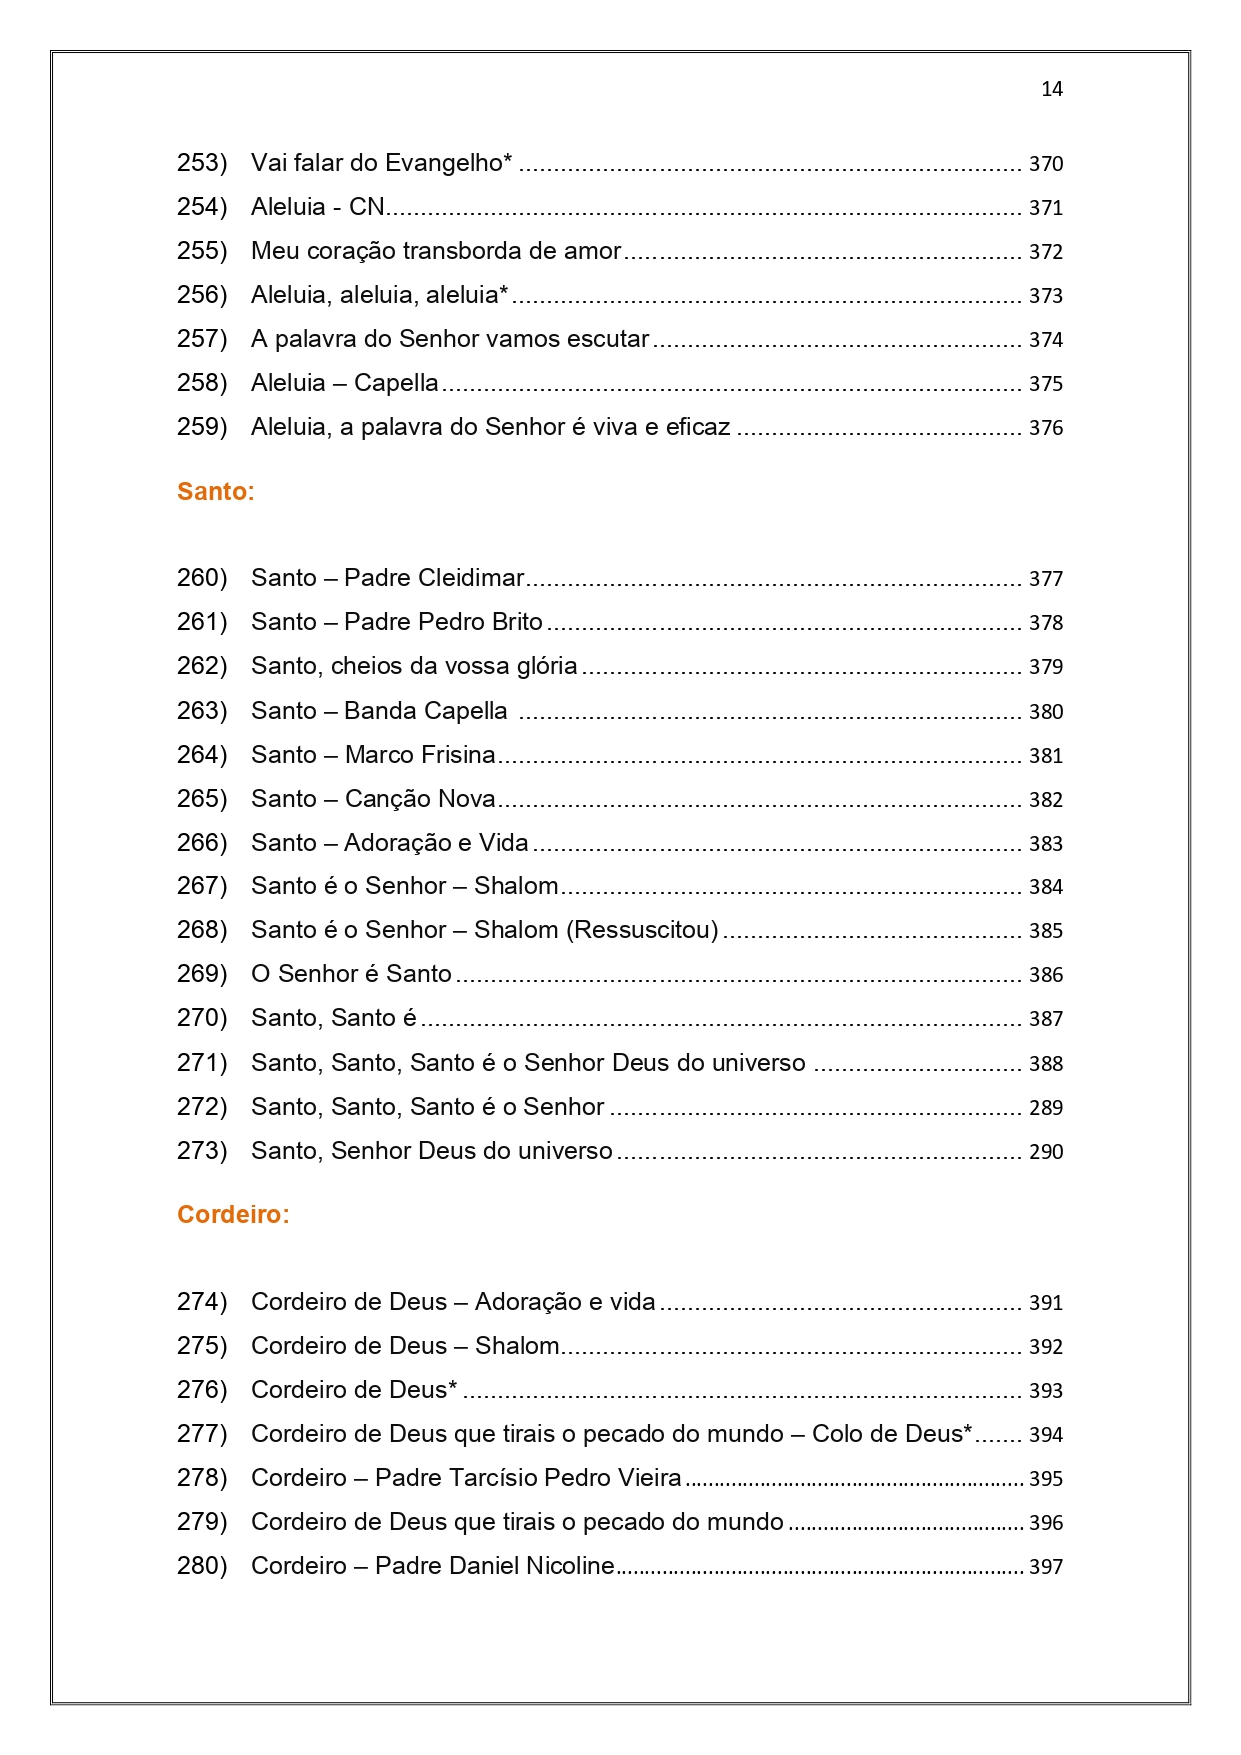 14
253) Vai falar do Evangelho* ........................................................................ 370
254) Aleluia - CN........................................................................................... 371
255) Meu coração transborda de amor......................................................... 372
256) Aleluia, aleluia, aleluia*......................................................................... 373
257) A palavra do Senhor vamos escutar..................................................... 374
258) Aleluia – Capella................................................................................... 375
259) Aleluia, a palavra do Senhor é viva e eficaz ......................................... 376
Santo:
260) Santo – Padre Cleidimar....................................................................... 377
261) Santo – Padre Pedro Brito.................................................................... 378
262) Santo, cheios da vossa glória............................................................... 379
263) Santo – Banda Capella ........................................................................ 380
264) Santo – Marco Frisina........................................................................... 381
265) Santo – Canção Nova........................................................................... 382
266) Santo – Adoração e Vida...................................................................... 383
267) Santo é o Senhor – Shalom.................................................................. 384
268) Santo é o Senhor – Shalom (Ressuscitou)........................................... 385
269) O Senhor é Santo................................................................................. 386
270) Santo, Santo é...................................................................................... 387
271) Santo, Santo, Santo é o Senhor Deus do universo .............................. 388
272) Santo, Santo, Santo é o Senhor ........................................................... 289
273) Santo, Senhor Deus do universo.......................................................... 290
Cordeiro:
274) Cordeiro de Deus – Adoração e vida.................................................... 391
275) Cordeiro de Deus – Shalom.................................................................. 392
276) Cordeiro de Deus* ................................................................................ 393
277) Cordeiro de Deus que tirais o pecado do mundo – Colo de Deus*....... 394
278) Cordeiro – Padre Tarcísio Pedro Vieira........................................................... 395
279) Cordeiro de Deus que tirais o pecado do mundo......................................... 396
280) Cordeiro – Padre Daniel Nicoline....................................................................... 397